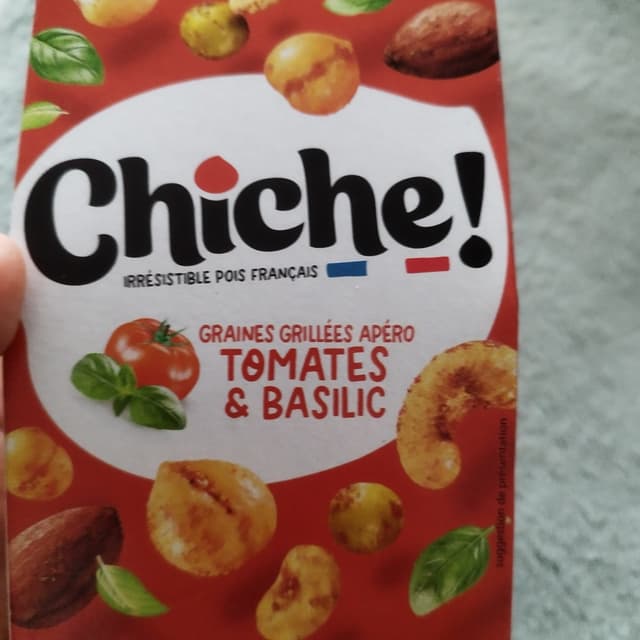 Chiche!
IRRÉSISTIBLE POIS FRANÇAIS
GRAINES GRILLÉES APÉRO
TOMATES
& BASILIC
suggestion de présentation